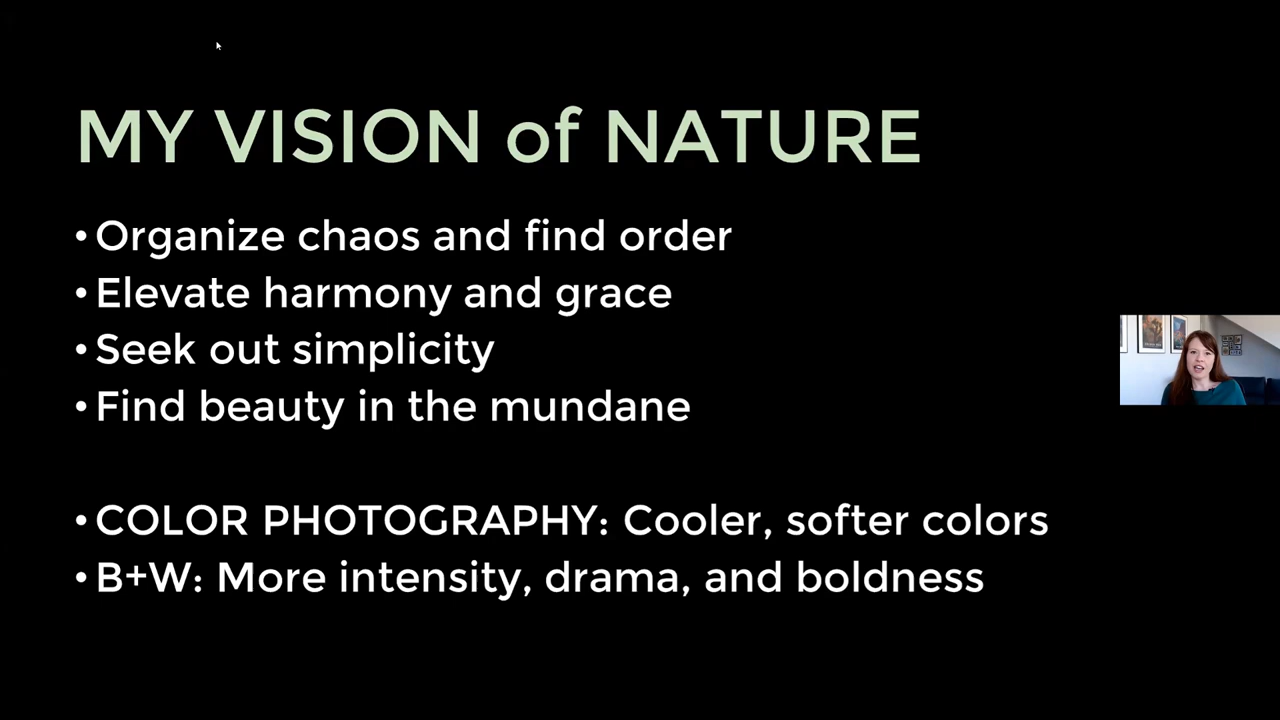 MY VISION of NATURE
• Organize chaos and find order
• Elevate harmony and grace
• Seek out simplicity
• Find beauty in the mundane
• COLOR PHOTOGRAPHY: Cooler, softer colors
• B+W: More intensity, drama, and boldness